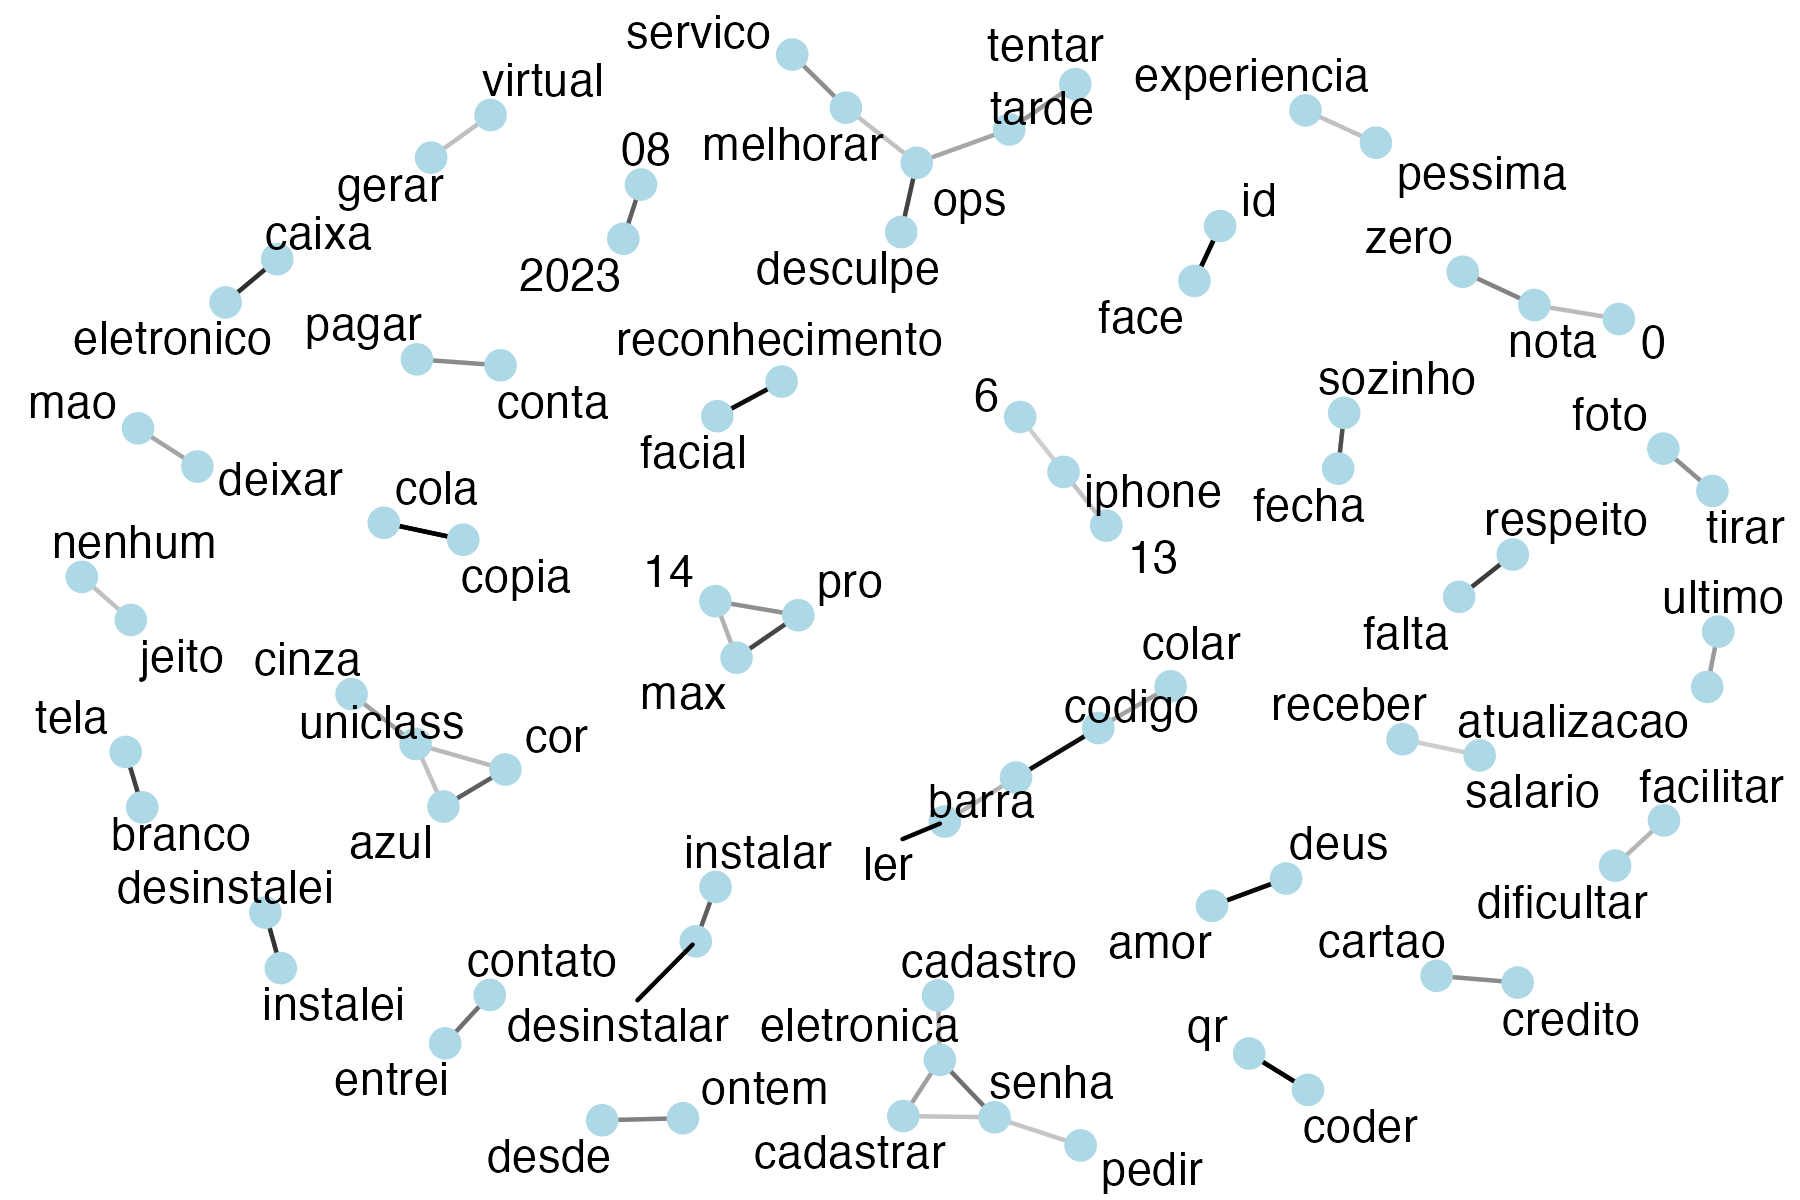 servico
tentar
virtual
experiencia
tarde
08
melhorar
pessima
gerar
id
ops
caixa
zero
2023
desculpe
face
eletronico
pagar
reconhecimento
nota
0
sozinho
6
mao
conta
foto
facial
deixar
cola
iphone
fecha
respeito
tirar
nenhum
13
14
copia
pro
ultimo
falta
colar
jeito
cinza
max
codigo
receber
tela
uniclass
atualizacao
cor
facilitar
salario
barra
branco
azul
deus
instalar
ler
desinstalei
dificultar
cartao
amor
contato
cadastro
instalei
credito
desinstalar
eletronica
qr
entrei
senha
ontem
coder
desde
cadastrar
pedir